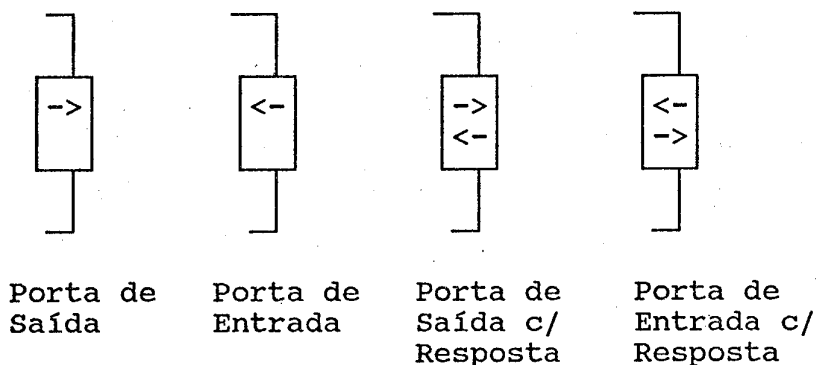 ->
<-
->
<-
<-
->
Porta de Saída
Porta de Entrada
Porta de Saída c/ Resposta
Porta de Entrada c/ Resposta